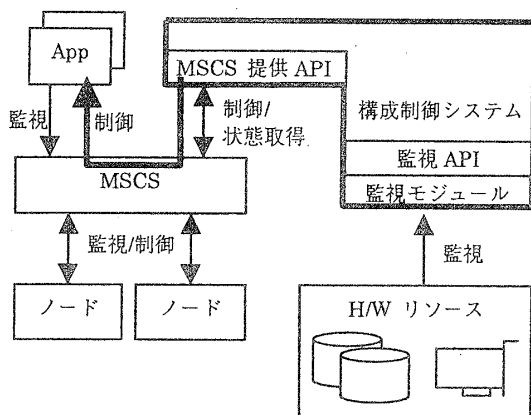 App
MSCS 提供 API
監視
制御
制御/
状態取得
構成制御システム
監視 API
監視モジュール
MSCS
監視/制御
監視
ノード
ノード
H/W リソース